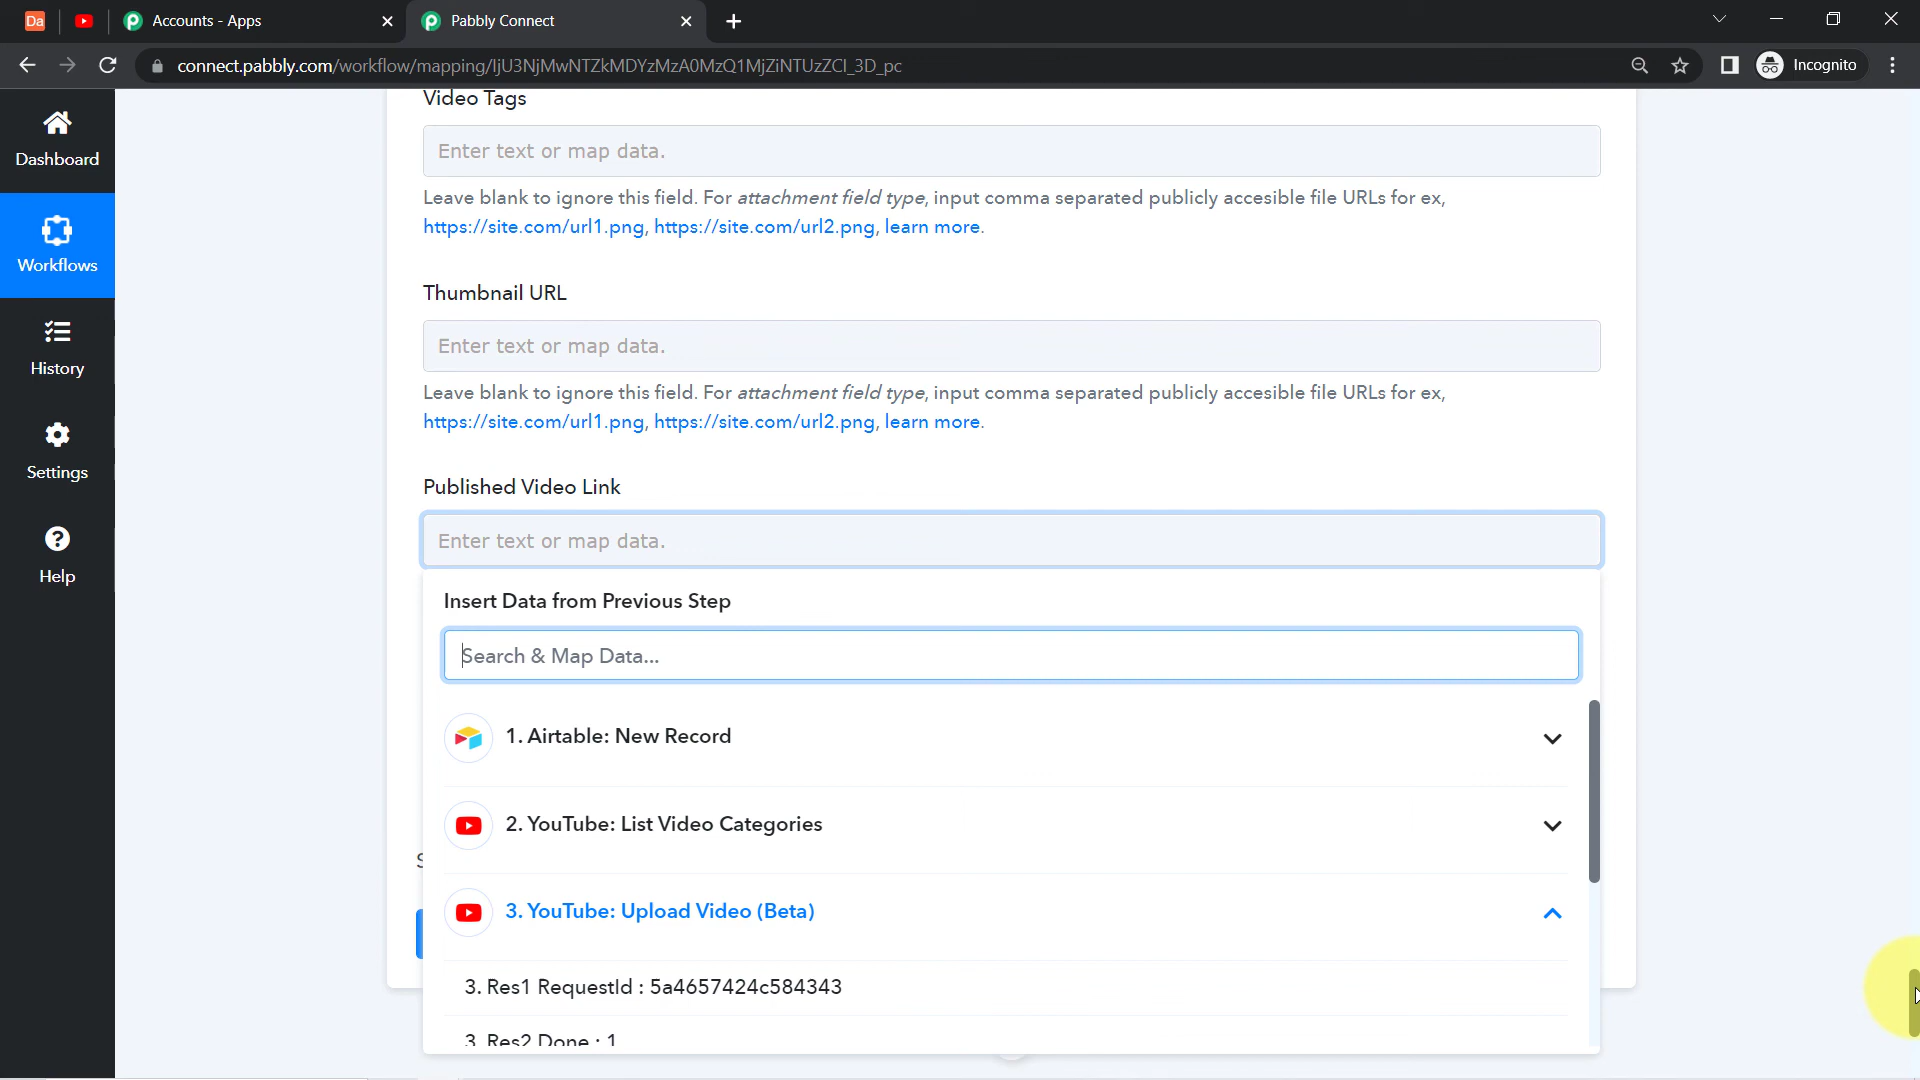 Da
Accounts - Apps
Pabbly Connect
connect.pabbly.com/workflow/mapping/IjU3NjMwNTZkMDYzMzA0MzQ1MjZiNTUzZCI_3D_pc
Incognito
Dashboard
Workflows
History
Settings
Help
Video Tags
Enter text or map data.
Leave blank to ignore this field. For attachment field type, input comma separated publicly accesible file URLs for ex,
https://site.com/url1.png, https://site.com/url2.png, learn more.
Thumbnail URL
Enter text or map data.
Leave blank to ignore this field. For attachment field type, input comma separated publicly accesible file URLs for ex,
https://site.com/url1.png, https://site.com/url2.png, learn more.
Published Video Link
Enter text or map data.
Insert Data from Previous Step
Search & Map Data...
1. Airtable: New Record
2. YouTube: List Video Categories
3. YouTube: Upload Video (Beta)
3. Res1 RequestId : 5a4657424c584343
3. Res2 Done : 1